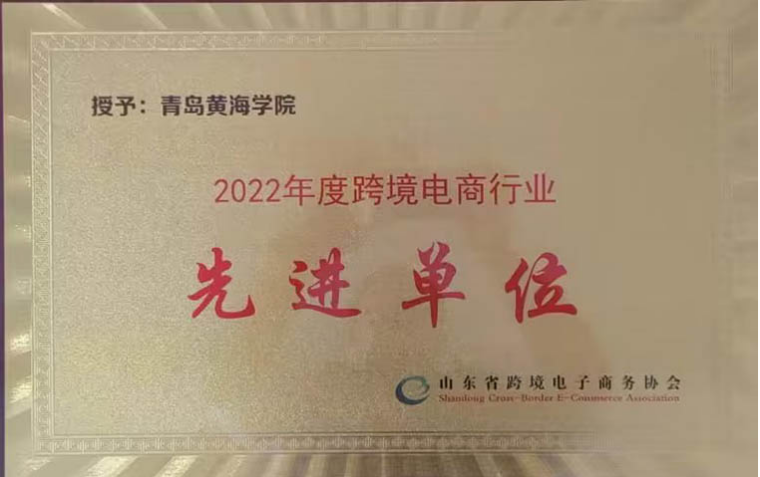 授予：青岛黄海学院
2022年度跨境电商行业
先进单位
山东省跨境电子商务协会
Shandong Cross-Border E-Commerce Association